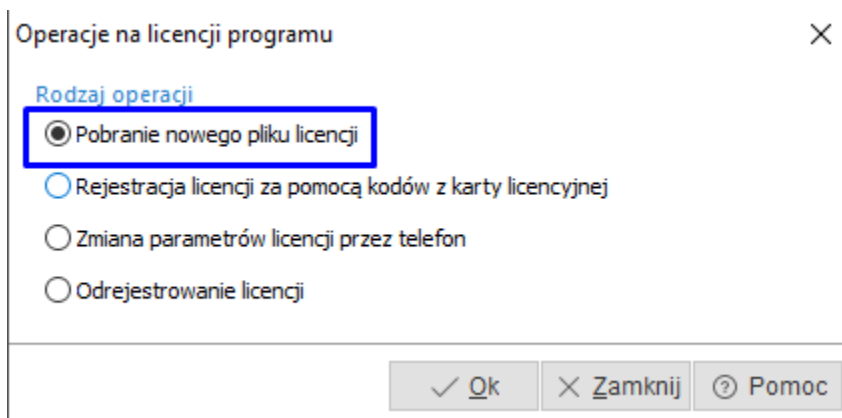 Operacje na licencji programu
Rodzaj operacji
Pobranie nowego pliku licencji
Rejestracja licencji za pomocą kodów z karty licencyjnej
Zmiana parametrów licencji przez telefon
Odrejestrowanie licencji
Ok Zamknij Pomoc